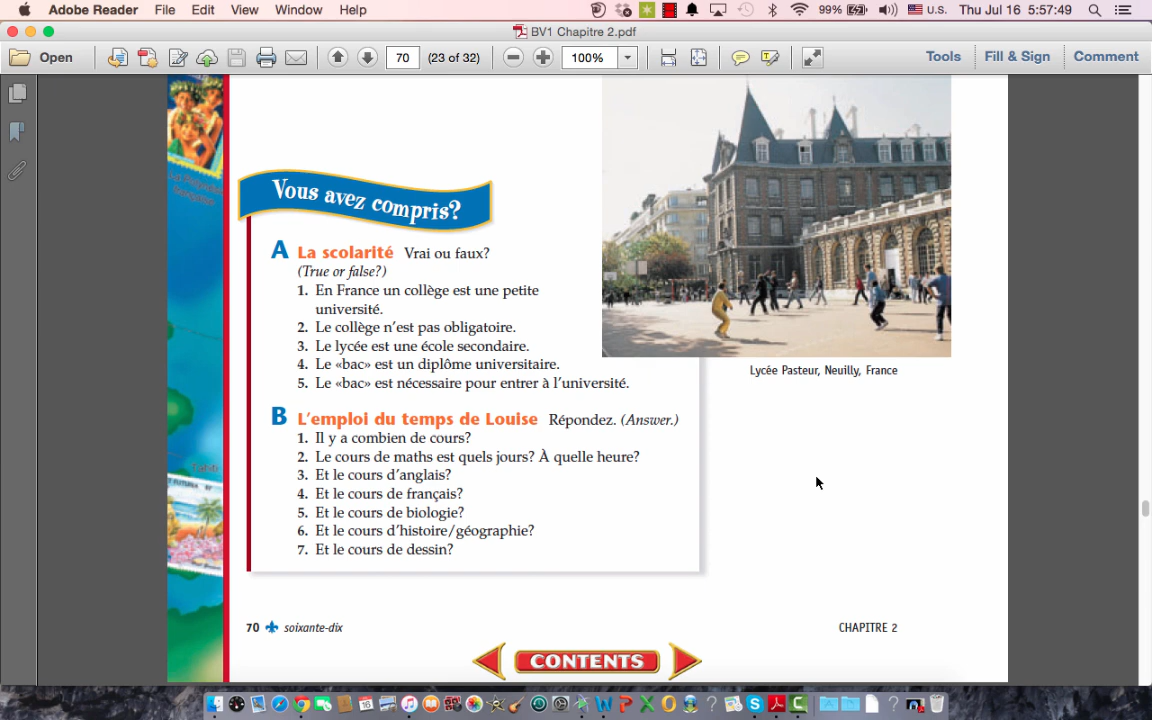 Adobe Reader File Edit View Window Help 99% U.S. Thu Jul 16 5:57:49
BV1 Chapitre 2.pdf
Open 70 (23 of 32) 100% Tools Fill & Sign Comment
Vous avez compris?
A La scolarité Vrai ou faux?
(True or false?)
1. En France un collège est une petite
université.
2. Le collège n'est pas obligatoire.
3. Le lycée est une école secondaire.
4. Le «bac» est un diplôme universitaire.
5. Le «bac» est nécessaire pour entrer à l'université.
Lycée Pasteur, Neuilly, France
B L'emploi du temps de Louise Répondez. (Answer.)
1. Il y a combien de cours?
2. Le cours de maths est quels jours? À quelle heure?
3. Et le cours d'anglais?
4. Et le cours de français?
5. Et le cours de biologie?
6. Et le cours d'histoire/géographie?
7. Et le cours de dessin?
70 soixante-dix CHAPITRE 2
CONTENTS